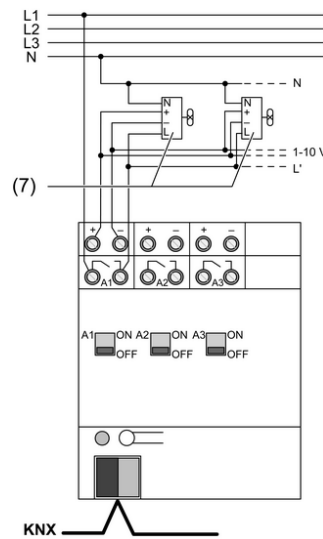 L1
L2
L3
N
N
N N
+ +
− −
L L
1-10 V
L'
(7)
+ − + − + −
A1 A2 A3
A1 ON A2 ON A3 ON
OFF OFF OFF
KNX